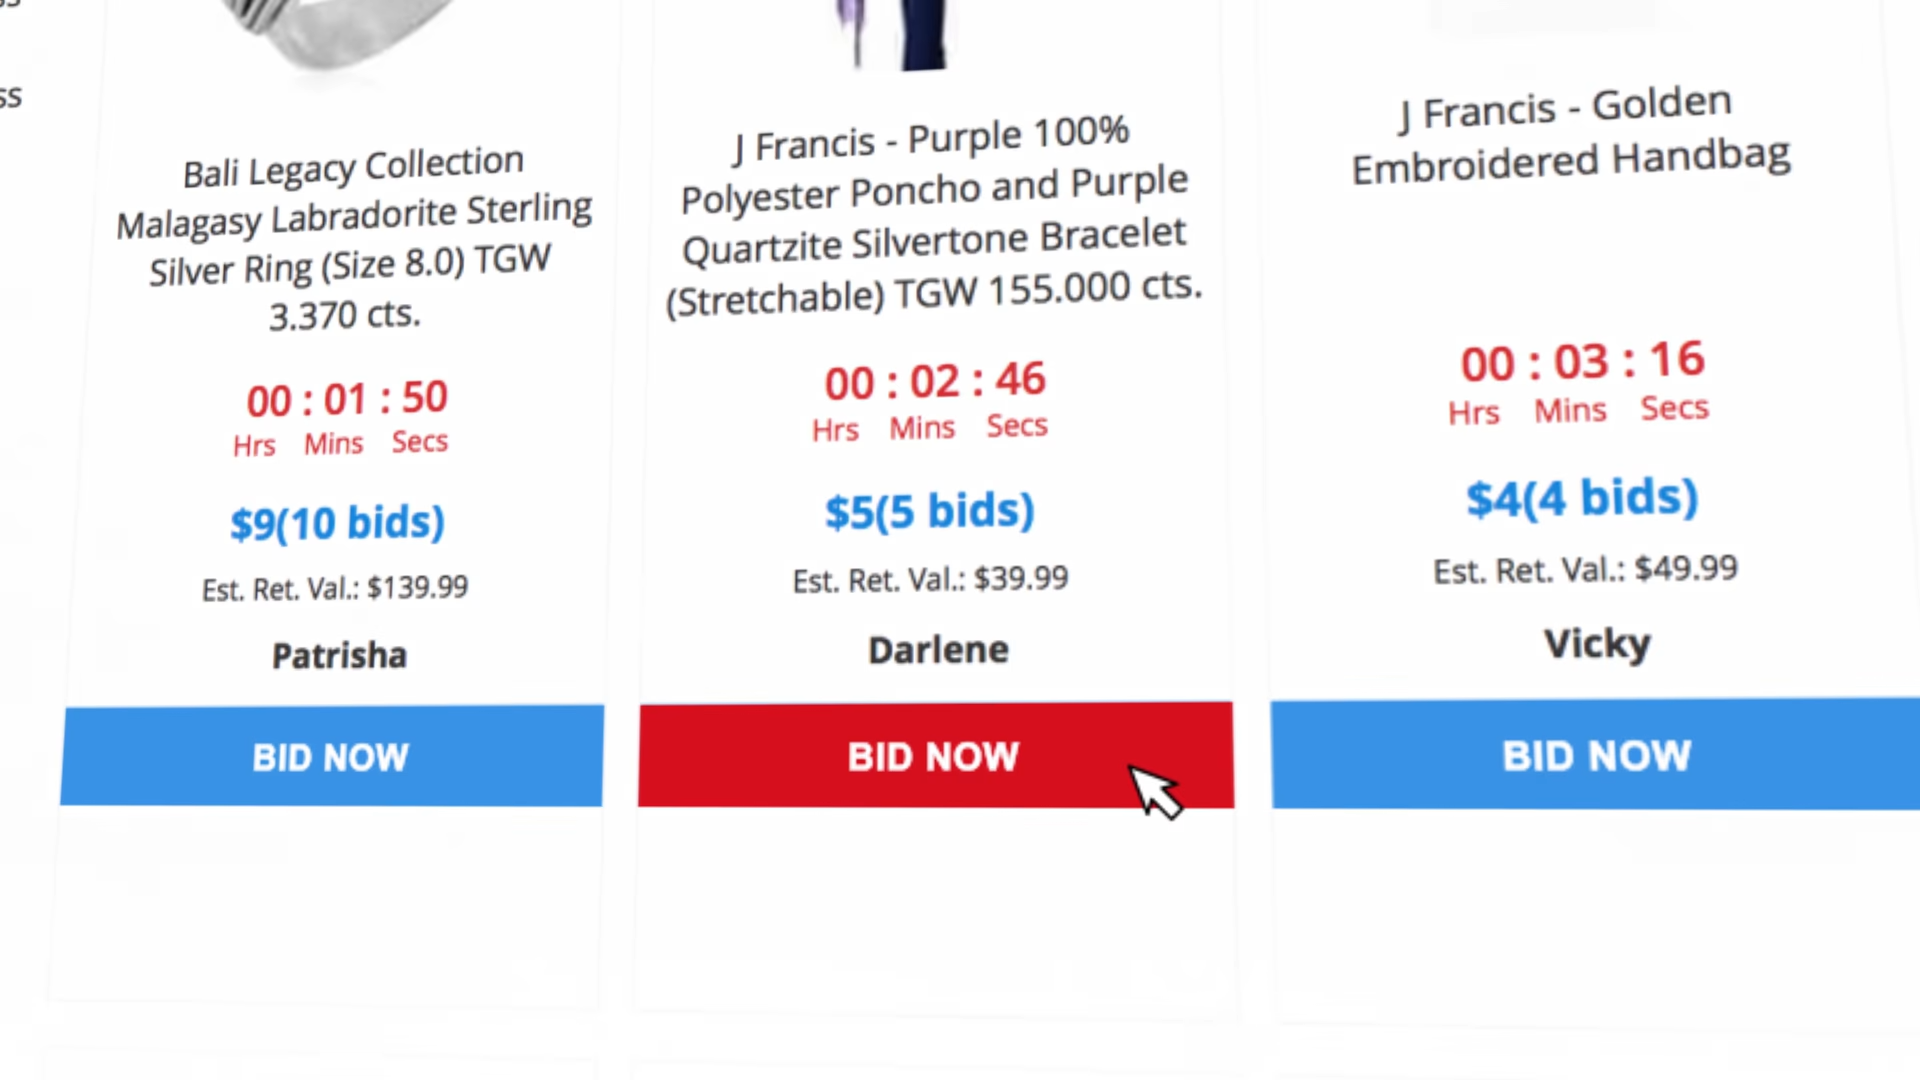 ss
Bali Legacy Collection
Malagasy Labradorite Sterling
Silver Ring (Size 8.0) TGW
3.370 cts.
00 : 01 : 50
Hrs Mins Secs
$9(10 bids)
Est. Ret. Val.: $139.99
Patrisha
BID NOW
J Francis - Purple 100%
Polyester Poncho and Purple
Quartzite Silvertone Bracelet
(Stretchable) TGW 155.000 cts.
00 : 02 : 46
Hrs Mins Secs
$5(5 bids)
Est. Ret. Val.: $39.99
Darlene
BID NOW
J Francis - Golden
Embroidered Handbag
00 : 03 : 16
Hrs Mins Secs
$4(4 bids)
Est. Ret. Val.: $49.99
Vicky
BID NOW